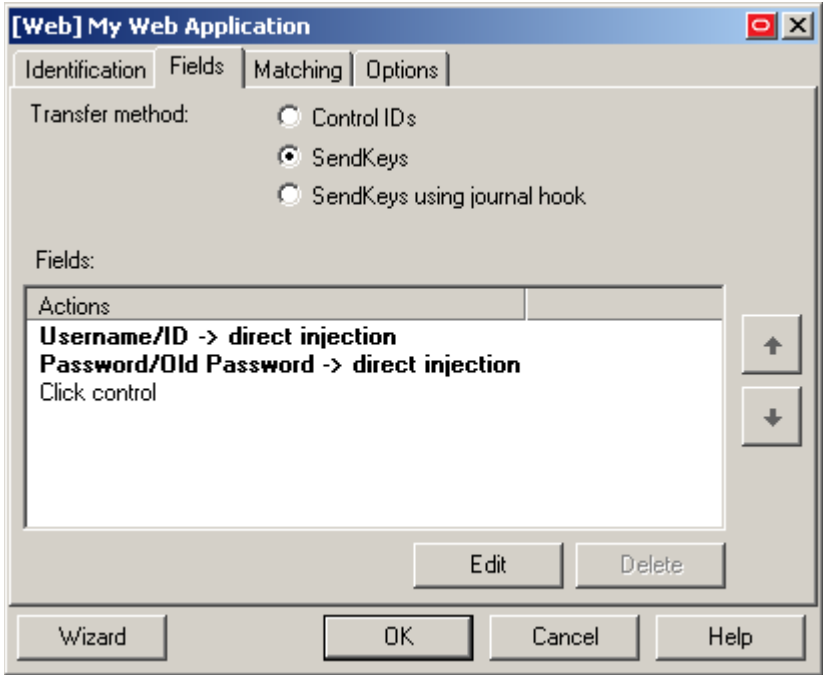 [Web] My Web Application
Identification Fields Matching Options
Transfer method:
Control IDs
SendKeys
SendKeys using journal hook
Fields:
Actions
Username/ID -> direct injection
Password/Old Password -> direct injection
Click control
Edit Delete
Wizard OK Cancel Help